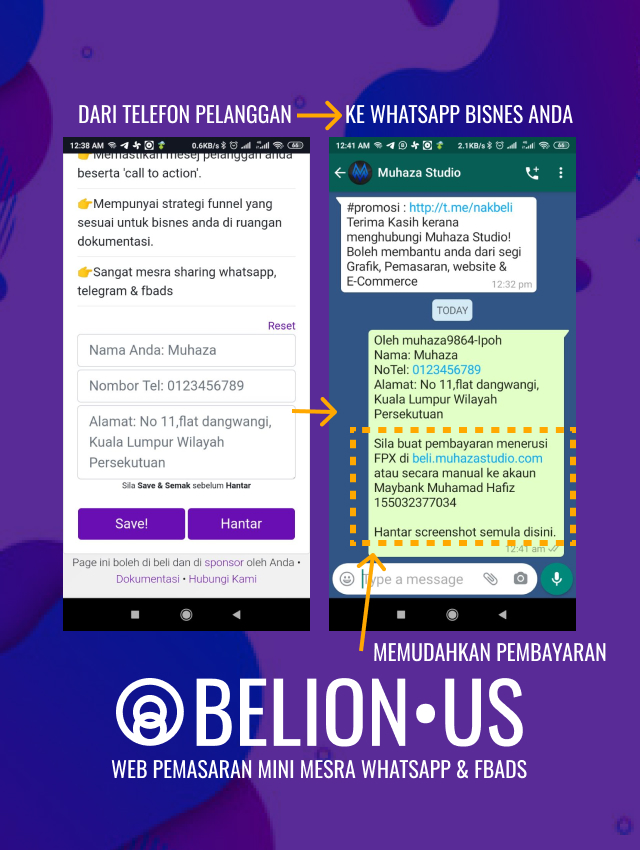 DARI TELEFON PELANGGAN
KE WHATSAPP BISNES ANDA
12:38 AM
0.6KB/s
68
👉Memastikan mesej pelanggan anda
beserta 'call to action'.
👉Mempunyai strategi funnel yang
sesuai untuk bisnes anda di ruangan
dokumentasi.
👉Sangat mesra sharing whatsapp,
telegram & fbads
Reset
Nama Anda: Muhaza
Nombor Tel: 0123456789
Alamat: No 11,flat dangwangi,
Kuala Lumpur Wilayah
Persekutuan
Sila Save & Semak sebelum Hantar
Save!
Hantar
Page ini boleh di beli dan di sponsor oleh Anda •
Dokumentasi • Hubungi Kami
12:41 AM
2.1KB/s
68
Muhaza Studio
#promosi : http://t.me/nakbeli
Terima Kasih kerana
menghubungi Muhaza Studio!
Boleh membantu anda dari segi
Grafik, Pemasaran, website &
E-Commerce
12:32 pm
TODAY
Oleh muhaza9864-Ipoh
Nama: Muhaza
NoTel: 0123456789
Alamat: No 11,flat dangwangi,
Kuala Lumpur Wilayah
Persekutuan
Sila buat pembayaran menerusi
FPX di beli.muhazastudio.com
atau secara manual ke akaun
Maybank Muhamad Hafiz
155032377034
Hantar screenshot semula disini.
12:41 am
Type a message
MEMUDAHKAN PEMBAYARAN
BELION•US
WEB PEMASARAN MINI MESRA WHATSAPP & FBADS